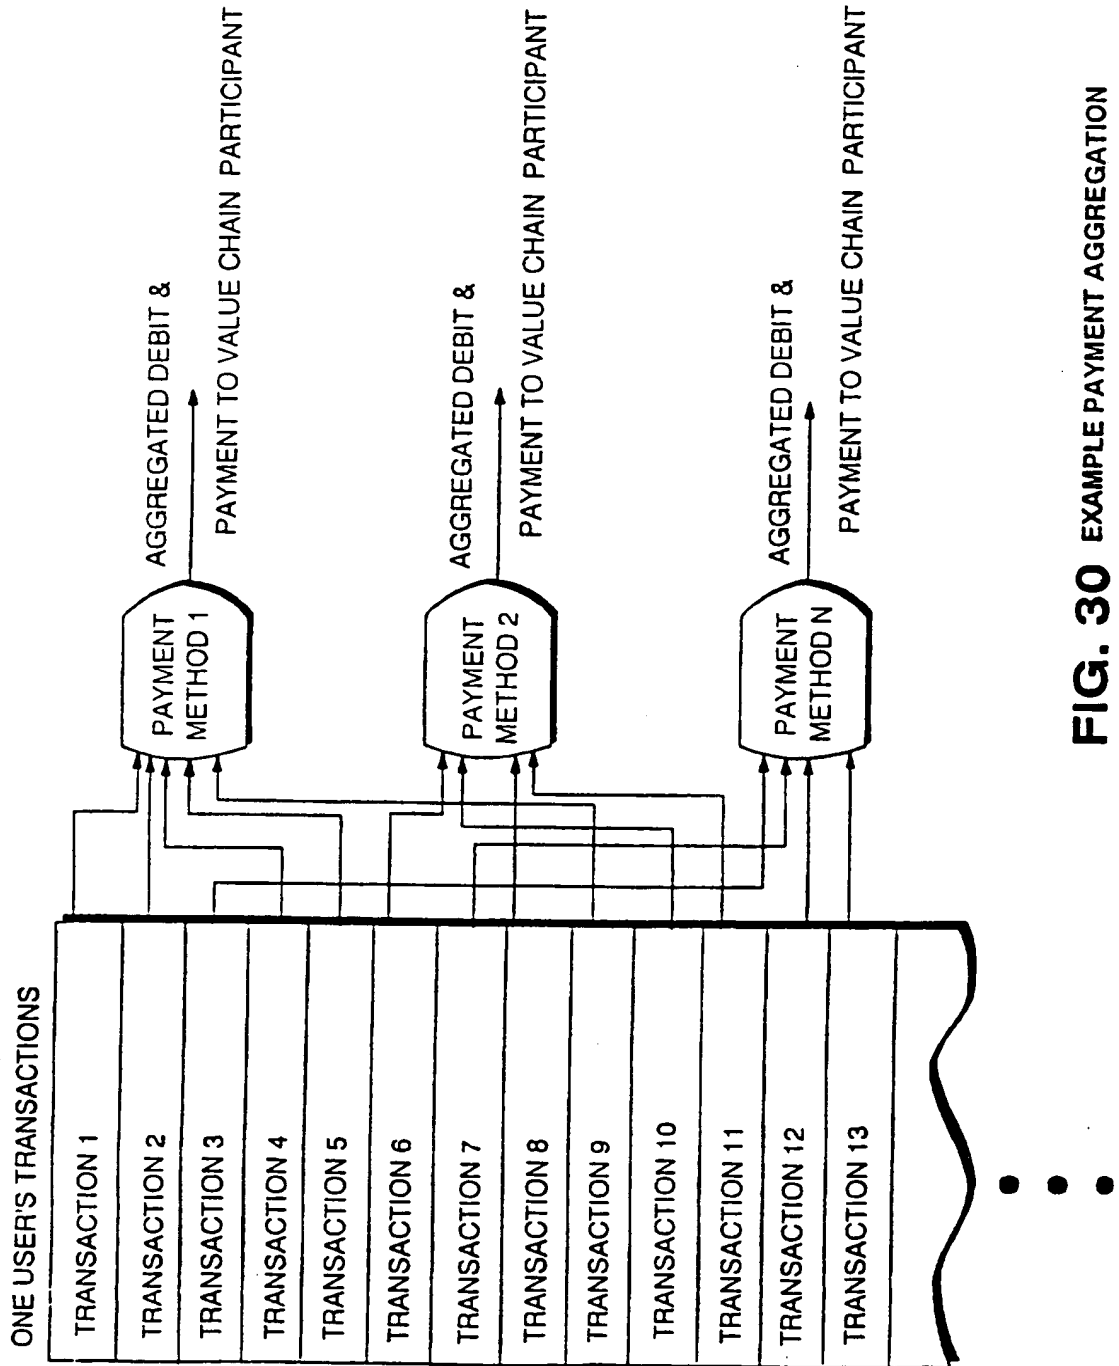 ONE USER'S TRANSACTIONS
TRANSACTION 1
TRANSACTION 2
TRANSACTION 3
TRANSACTION 4
TRANSACTION 5
TRANSACTION 6
TRANSACTION 7
TRANSACTION 8
TRANSACTION 9
TRANSACTION 10
TRANSACTION 11
TRANSACTION 12
TRANSACTION 13
PAYMENT
METHOD 1
AGGREGATED DEBIT &
PAYMENT TO VALUE CHAIN PARTICIPANT
PAYMENT
METHOD 2
AGGREGATED DEBIT &
PAYMENT TO VALUE CHAIN PARTICIPANT
PAYMENT
METHOD N
AGGREGATED DEBIT &
PAYMENT TO VALUE CHAIN PARTICIPANT
FIG. 30 EXAMPLE PAYMENT AGGREGATION